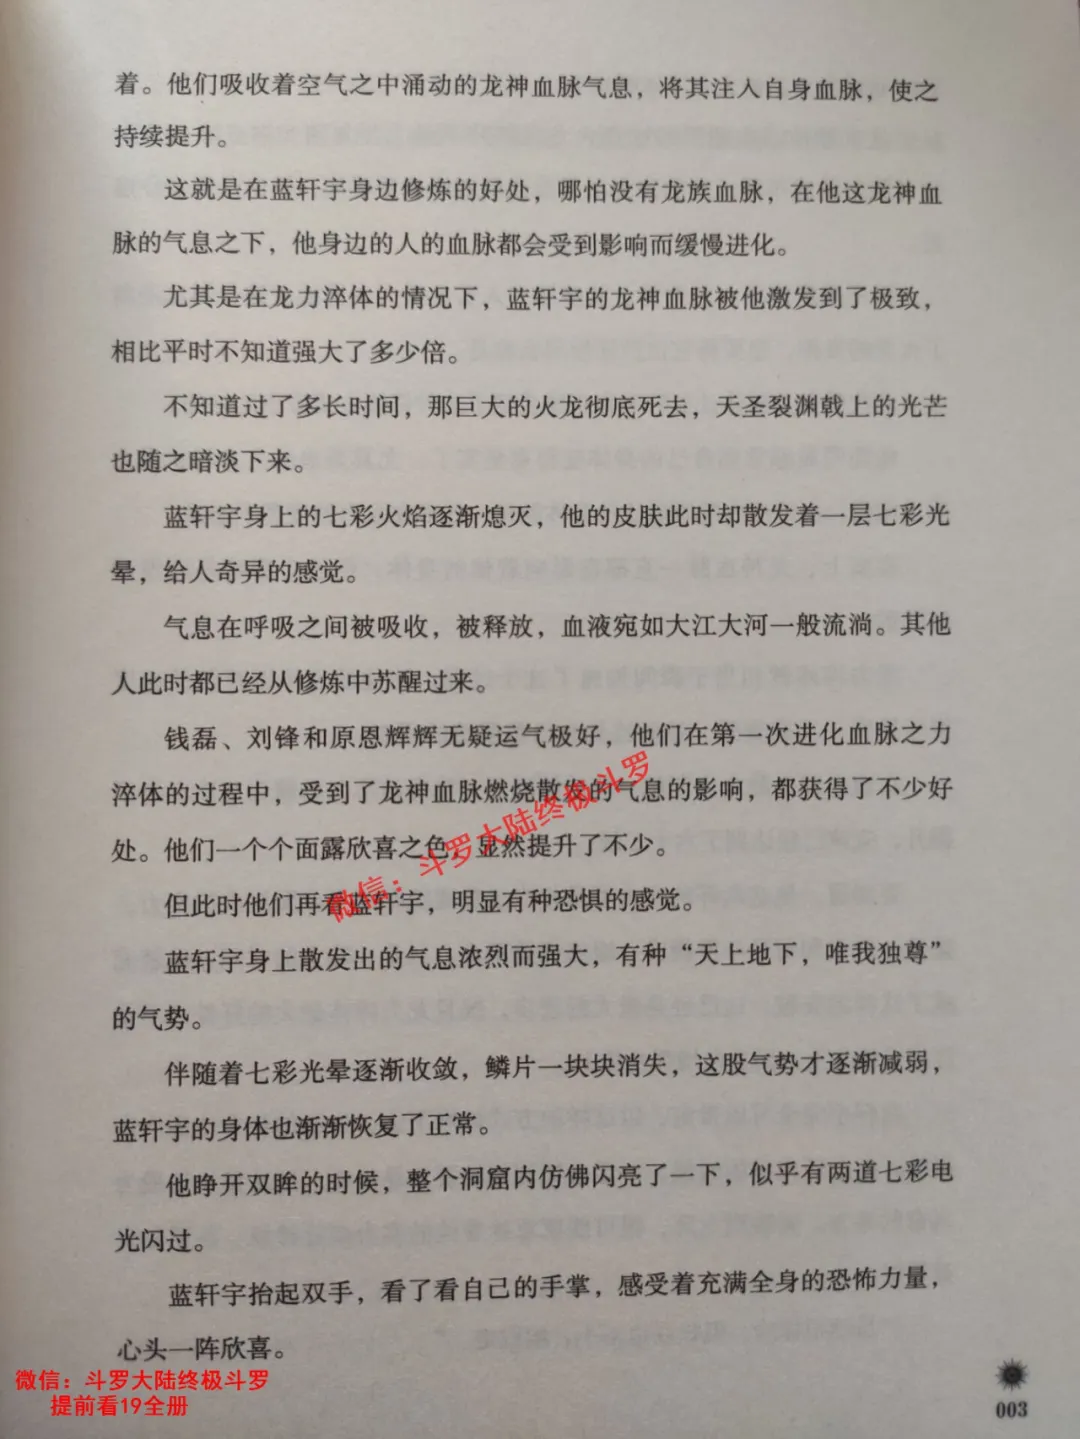 着。他们吸收着空气之中涌动的龙神血脉气息，将其注人自身血脉，使之
持续提升。
这就是在蓝轩宇身边修炼的好处，哪怕没有龙族血脉，在他这龙神血
脉的气息之下，他身边的人的血脉都会受到影响而缓慢进化。
尤其是在龙力淬体的情况下，蓝轩宇的龙神血脉被他激发到了极致，
相比平时不知道强大了多少倍。
不知道过了多长时间，那巨大的火龙彻底死去，天圣裂渊戟上的光芒
也随之暗淡下来。
蓝轩宇身上的七彩火焰逐渐熄灭，他的皮肤此时却散发着一层七彩光
晕，给人奇异的感觉。
气息在呼吸之间被吸收，被释放，血液宛如大江大河一般流淌。其他
人此时都已经从修炼中苏醒过来。
钱磊、刘锋和原恩辉辉无疑运气极好，他们在第一次进化血脉之力
淬体的过程中，受到了龙神血脉燃烧散发的气息的影响，都获得了不少好
处。他们一个个面露欣喜之色，显然提升了不少。
但此时他们再看蓝轩宇，明显有种恐惧的感觉。
蓝轩宇身上散发出的气息浓烈而强大，有种“天上地下，唯我独尊”
的气势。
伴随着七彩光晕逐渐收敛，鳞片一块块消失，这股气势才逐渐减弱，
蓝轩宇的身体也渐渐恢复了正常。
他睁开双眸的时候，整个洞窟内仿佛闪亮了一下，似乎有两道七彩电
光闪过。
蓝轩宇抬起双手，看了看自己的手掌，感受着充满全身的恐怖力量，
心头一阵欣喜。
微信：斗罗大陆终极斗罗
微信：斗罗大陆终极斗罗
提前看19全册
003